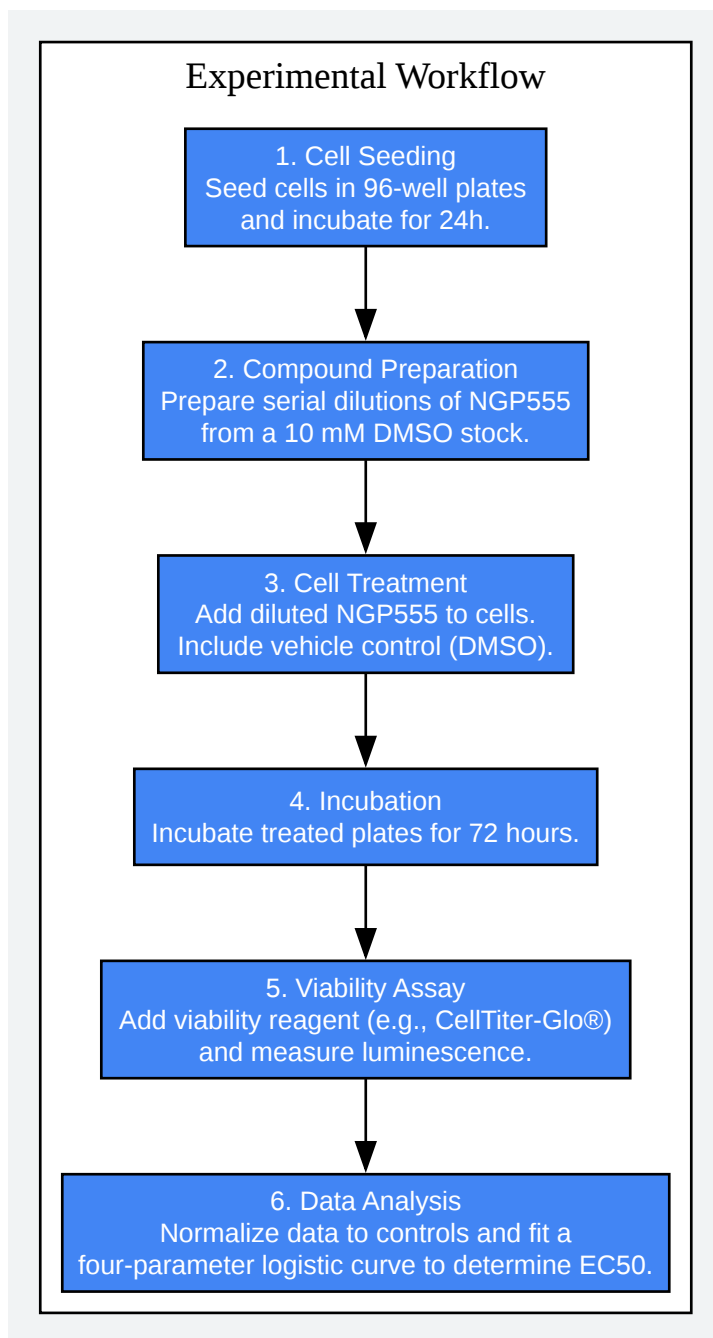 Experimental Workflow
1. Cell Seeding
Seed cells in 96-well plates
and incubate for 24h.
2. Compound Preparation
Prepare serial dilutions of NGP555
from a 10 mM DMSO stock.
3. Cell Treatment
Add diluted NGP555 to cells.
Include vehicle control (DMSO).
4. Incubation
Incubate treated plates for 72 hours.
5. Viability Assay
Add viability reagent (e.g., CellTiter-Glo®)
and measure luminescence.
6. Data Analysis
Normalize data to controls and fit a
four-parameter logistic curve to determine EC50.